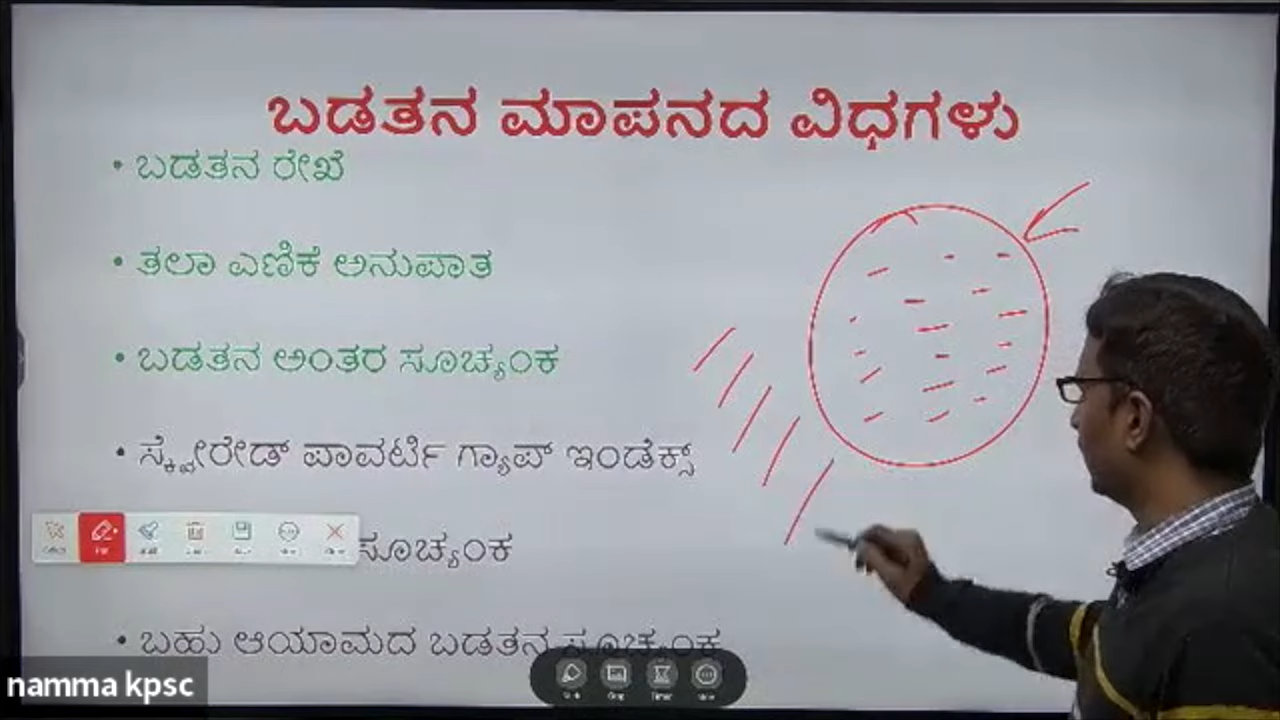 ಬಡತನ ಮಾಪನದ ವಿಧಗಳು
• ಬಡತನ ರೇಖೆ
• ತಲಾ ಎಣಿಕೆ ಅನುಪಾತ
• ಬಡತನ ಅಂತರ ಸೂಚ್ಯಂಕ
• ಸ್ಕ್ವೇರೇಡ್ ಪಾವರ್ಟಿ ಗ್ಯಾಪ್ ಇಂಡೆಕ್ಸ್
ಸೂಚ್ಯಂಕ
• ಬಹು ಆಯಾಮದ ಬಡತನ ಸೂಚ್ಯಂಕ
namma kpsc